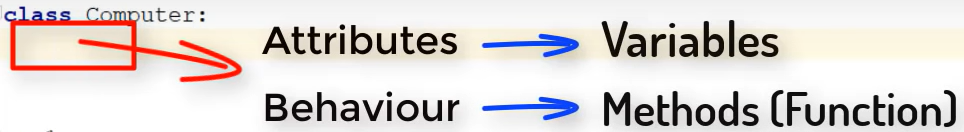 class Computer:
Attributes Variables
Behaviour Methods (Function)